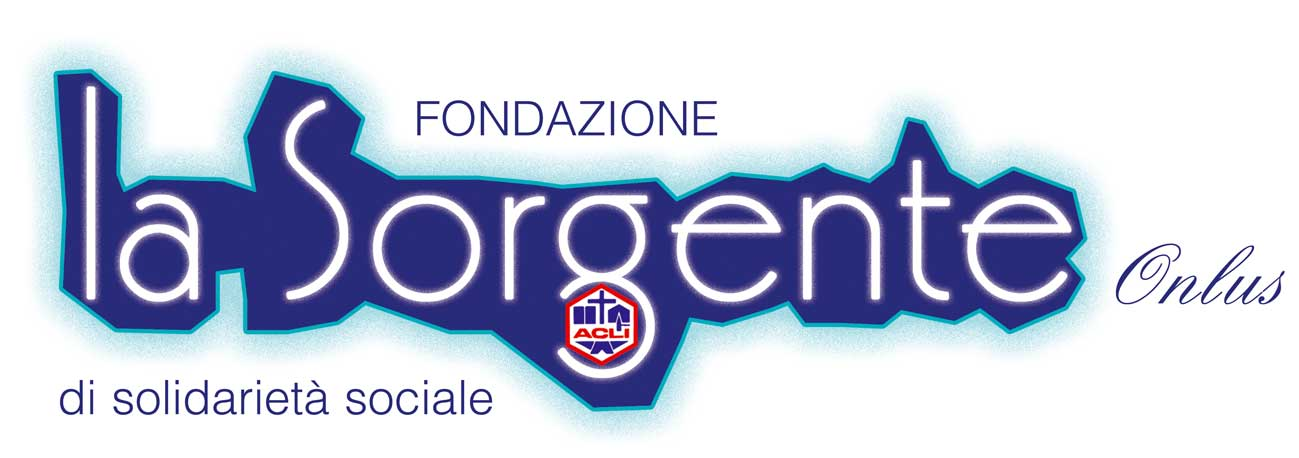 FONDAZIONE
la Sorgente
Onlus
ACLI
di solidarietà sociale